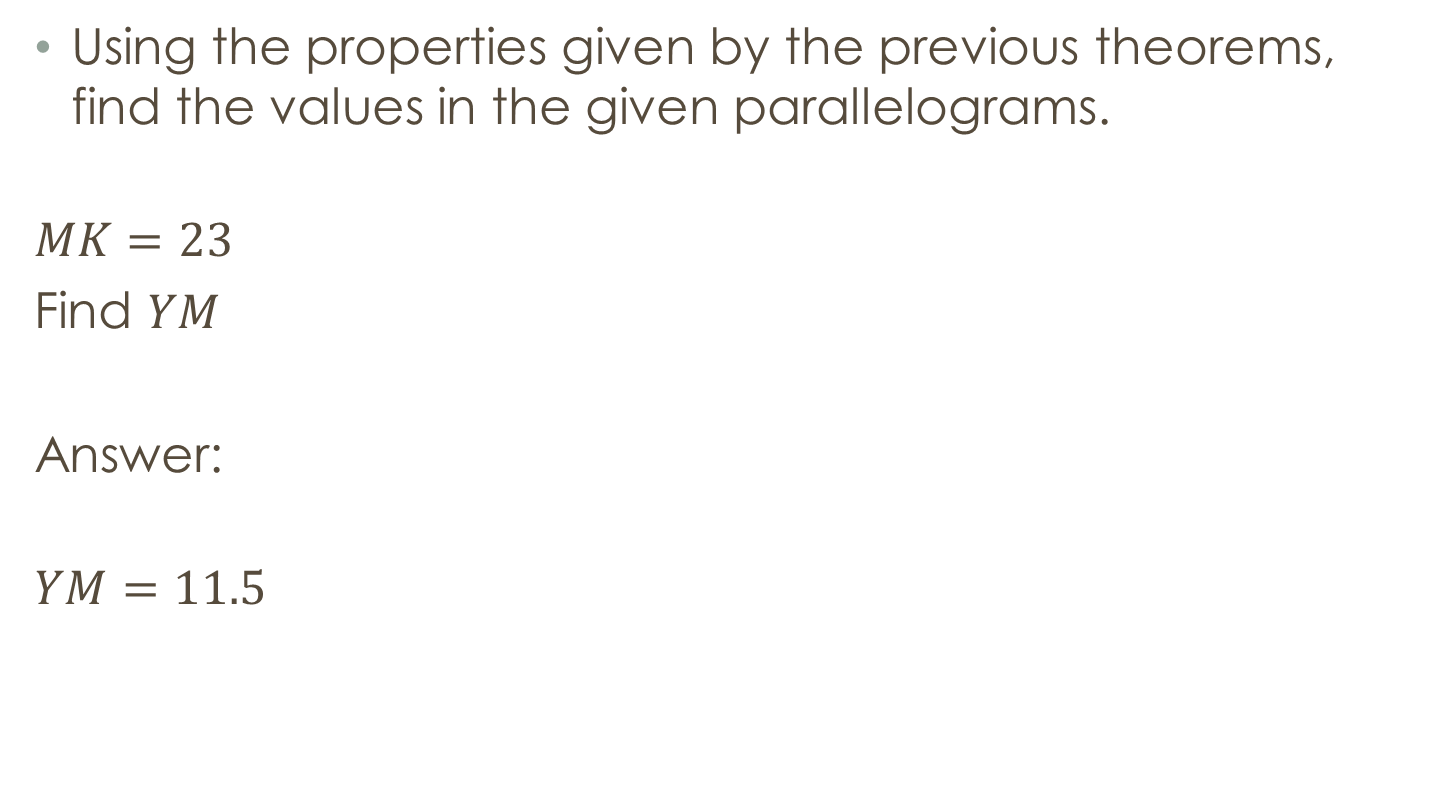 • Using the properties given by the previous theorems,
find the values in the given parallelograms.
MK = 23
Find YM
Answer:
YM = 11.5